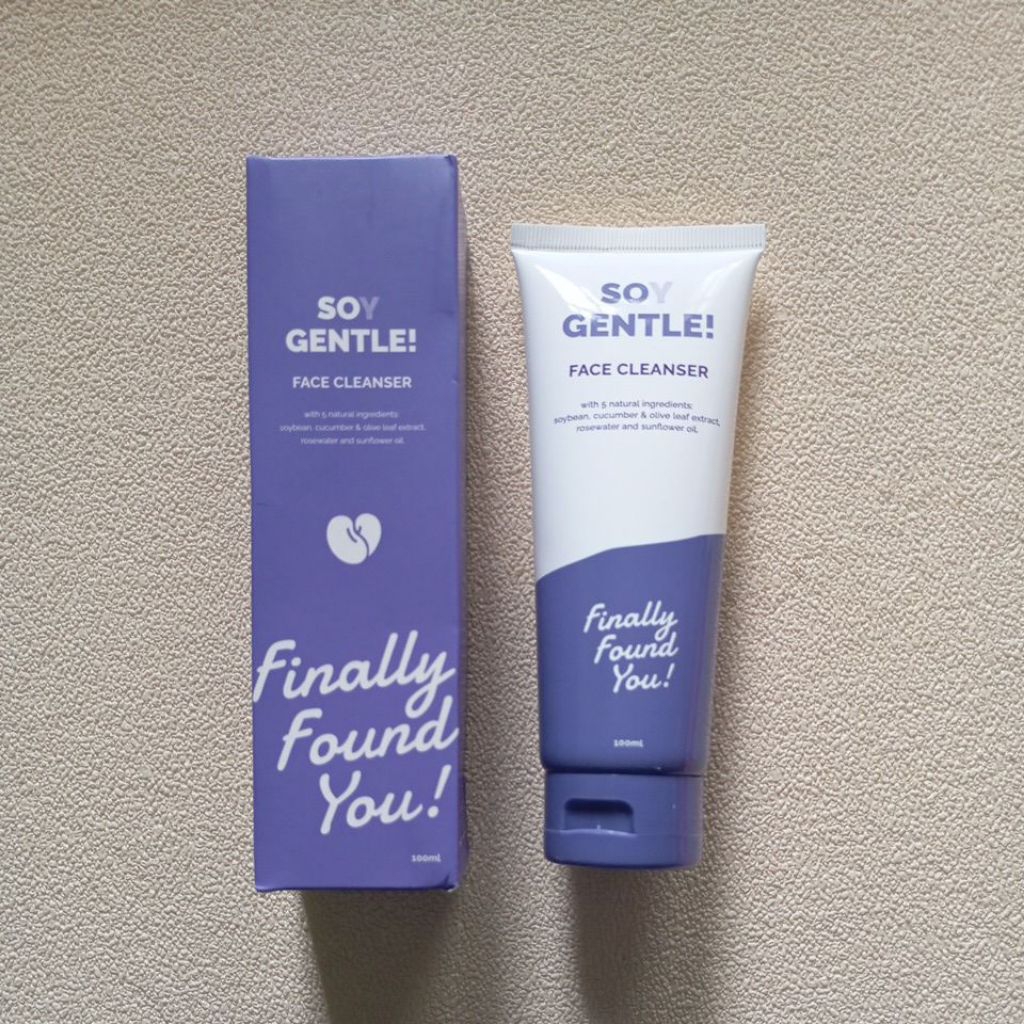 SOY
GENTLE!
FACE CLEANSER
with 5 natural ingredients:
soybean, cucumber & olive leaf extract,
rosewater and sunflower oil.
Finally
Found
You!
100ml
SOY
GENTLE!
FACE CLEANSER
with 5 natural ingredients:
soybean, cucumber & olive leaf extract,
rosewater and sunflower oil.
Finally
Found
You!
100ml